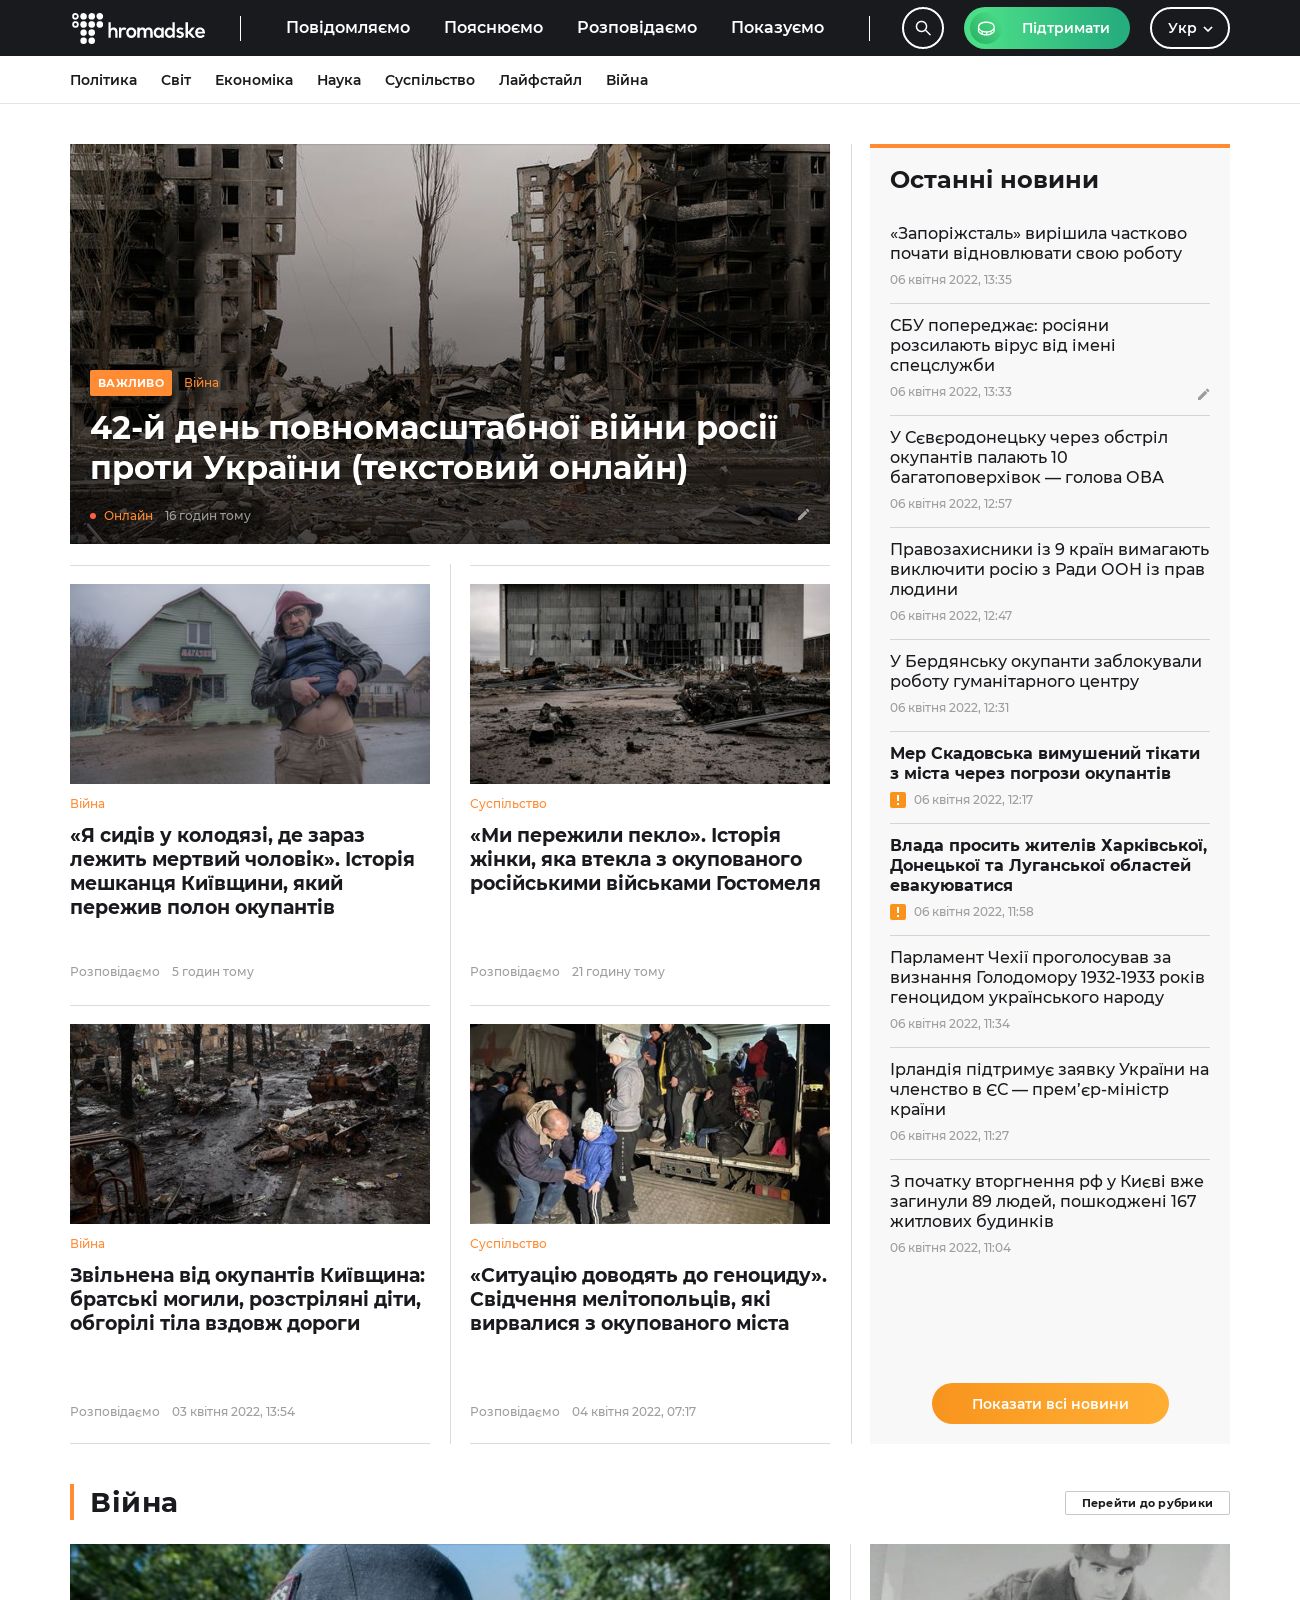 hromadske
Повідомляємо
Пояснюємо
Розповідаємо
Показуємо
Підтримати
Укр
Політика
Світ
Економіка
Наука
Суспільство
Лайфстайл
Війна
ВАЖЛИВО Війна
42-й день повномасштабної війни росії
проти України (текстовий онлайн)
Онлайн 16 годин тому
МАГАЗИН
Війна
«Я сидів у колодязі, де зараз
лежить мертвий чоловік». Історія
мешканця Київщини, який
пережив полон окупантів
Розповідаємо 5 годин тому
Суспільство
«Ми пережили пекло». Історія
жінки, яка втекла з окупованого
російськими військами Гостомеля
Розповідаємо 21 годину тому
Війна
Звільнена від окупантів Київщина:
братські могили, розстріляні діти,
обгорілі тіла вздовж дороги
Розповідаємо 03 квітня 2022, 13:54
Суспільство
«Ситуацію доводять до геноциду».
Свідчення мелітопольців, які
вирвалися з окупованого міста
Розповідаємо 04 квітня 2022, 07:17
Останні новини
«Запоріжсталь» вирішила частково
почати відновлювати свою роботу
06 квітня 2022, 13:35
СБУ попереджає: росіяни
розсилають вірус від імені
спецслужби
06 квітня 2022, 13:33
У Сєвєродонецьку через обстріл
окупантів палають 10
багатоповерхівок — голова ОВА
06 квітня 2022, 12:57
Правозахисники із 9 країн вимагають
виключити росію з Ради ООН із прав
людини
06 квітня 2022, 12:47
У Бердянську окупанти заблокували
роботу гуманітарного центру
06 квітня 2022, 12:31
Мер Скадовська вимушений тікати
з міста через погрози окупантів
06 квітня 2022, 12:17
Влада просить жителів Харківської,
Донецької та Луганської областей
евакуюватися
06 квітня 2022, 11:58
Парламент Чехії проголосував за
визнання Голодомору 1932-1933 років
геноцидом українського народу
06 квітня 2022, 11:34
Ірландія підтримує заявку України на
членство в ЄС — прем’єр-міністр
країни
06 квітня 2022, 11:27
З початку вторгнення рф у Києві вже
загинули 89 людей, пошкоджені 167
житлових будинків
06 квітня 2022, 11:04
Показати всі новини
Війна
Перейти до рубрики